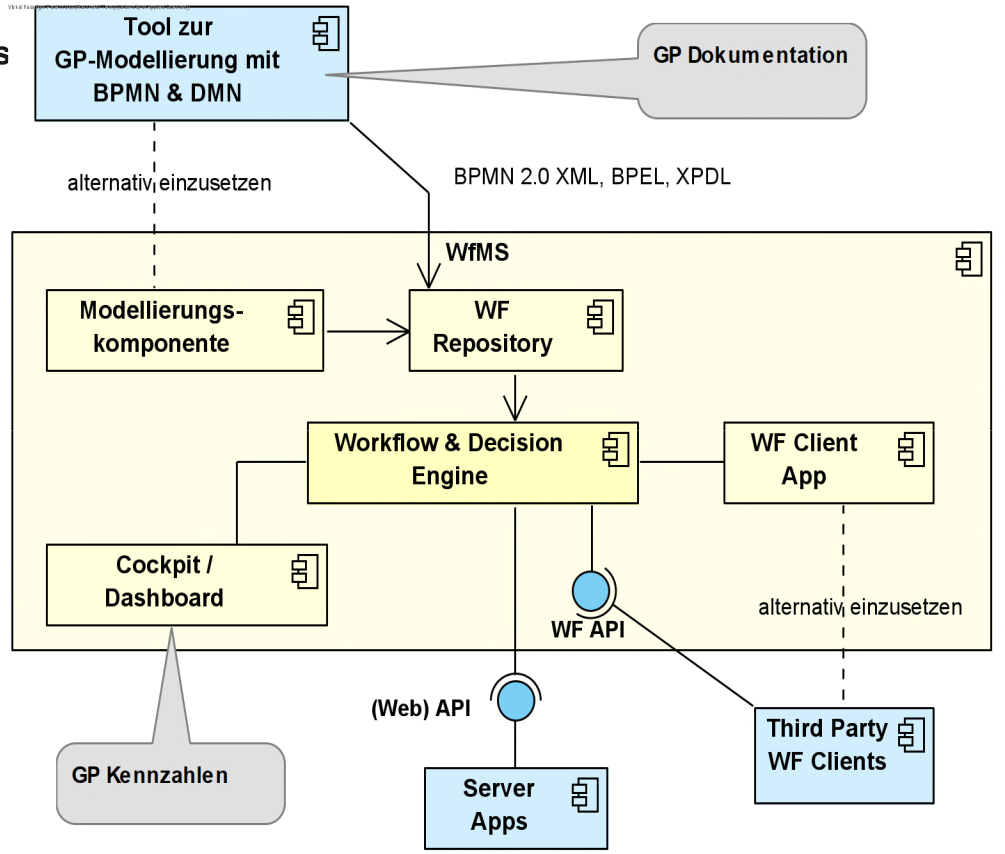 s
Tool zur
GP-Modellierung mit
BPMN & DMN
GP Dokumentation
alternativ einzusetzen
BPMN 2.0 XML, BPEL, XPDL
WfMS
Modellierungs-
komponente
WF
Repository
Workflow & Decision
Engine
WF Client
App
Cockpit /
Dashboard
WF API
alternativ einzusetzen
(Web) API
Third Party
WF Clients
GP Kennzahlen
Server
Apps